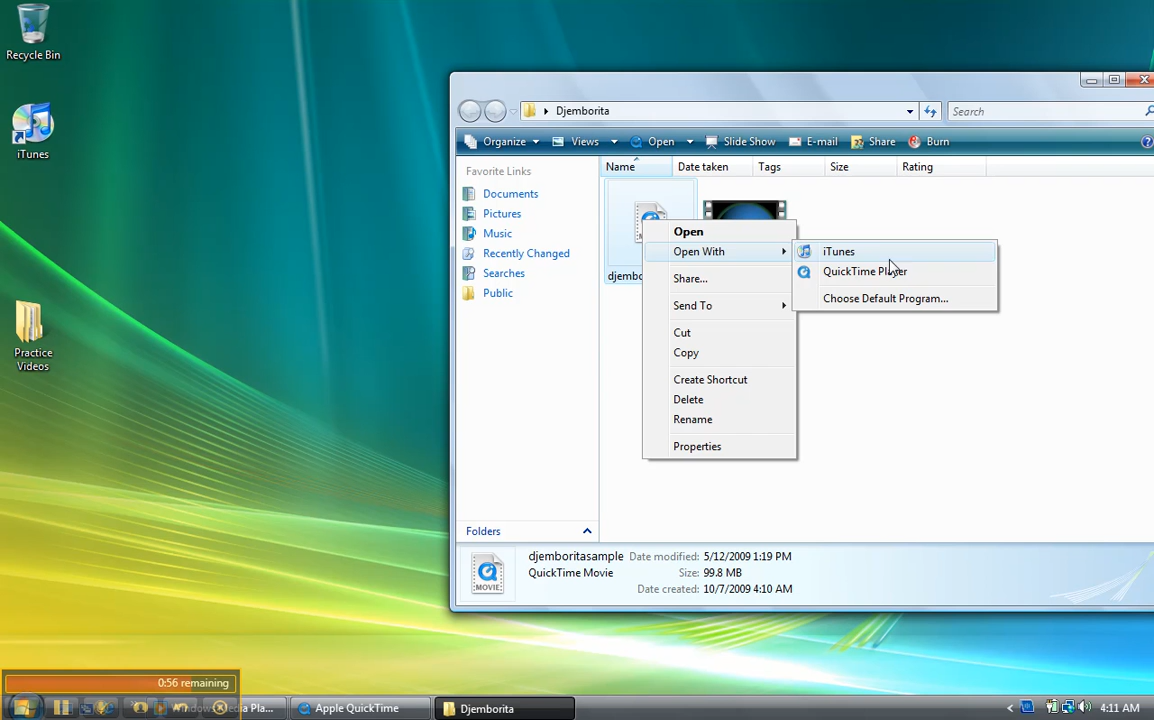 Recycle Bin
iTunes
Practice
Videos
Djemborita
Search
Organize
Views
Open
Slide Show
E-mail
Share
Burn
Favorite Links
Name
Date taken
Tags
Size
Rating
Documents
Pictures
Music
Recently Changed
Searches
Public
Open
Open With
Share...
Send To
Cut
Copy
Create Shortcut
Delete
Rename
Properties
iTunes
QuickTime Player
Choose Default Program...
Folders
djemboritasample Date modified: 5/12/2009 1:19 PM
QuickTime Movie Size: 99.8 MB
Date created: 10/7/2009 4:10 AM
MOVIE
0:56 remaining
Apple QuickTime
Djemborita
4:11 AM